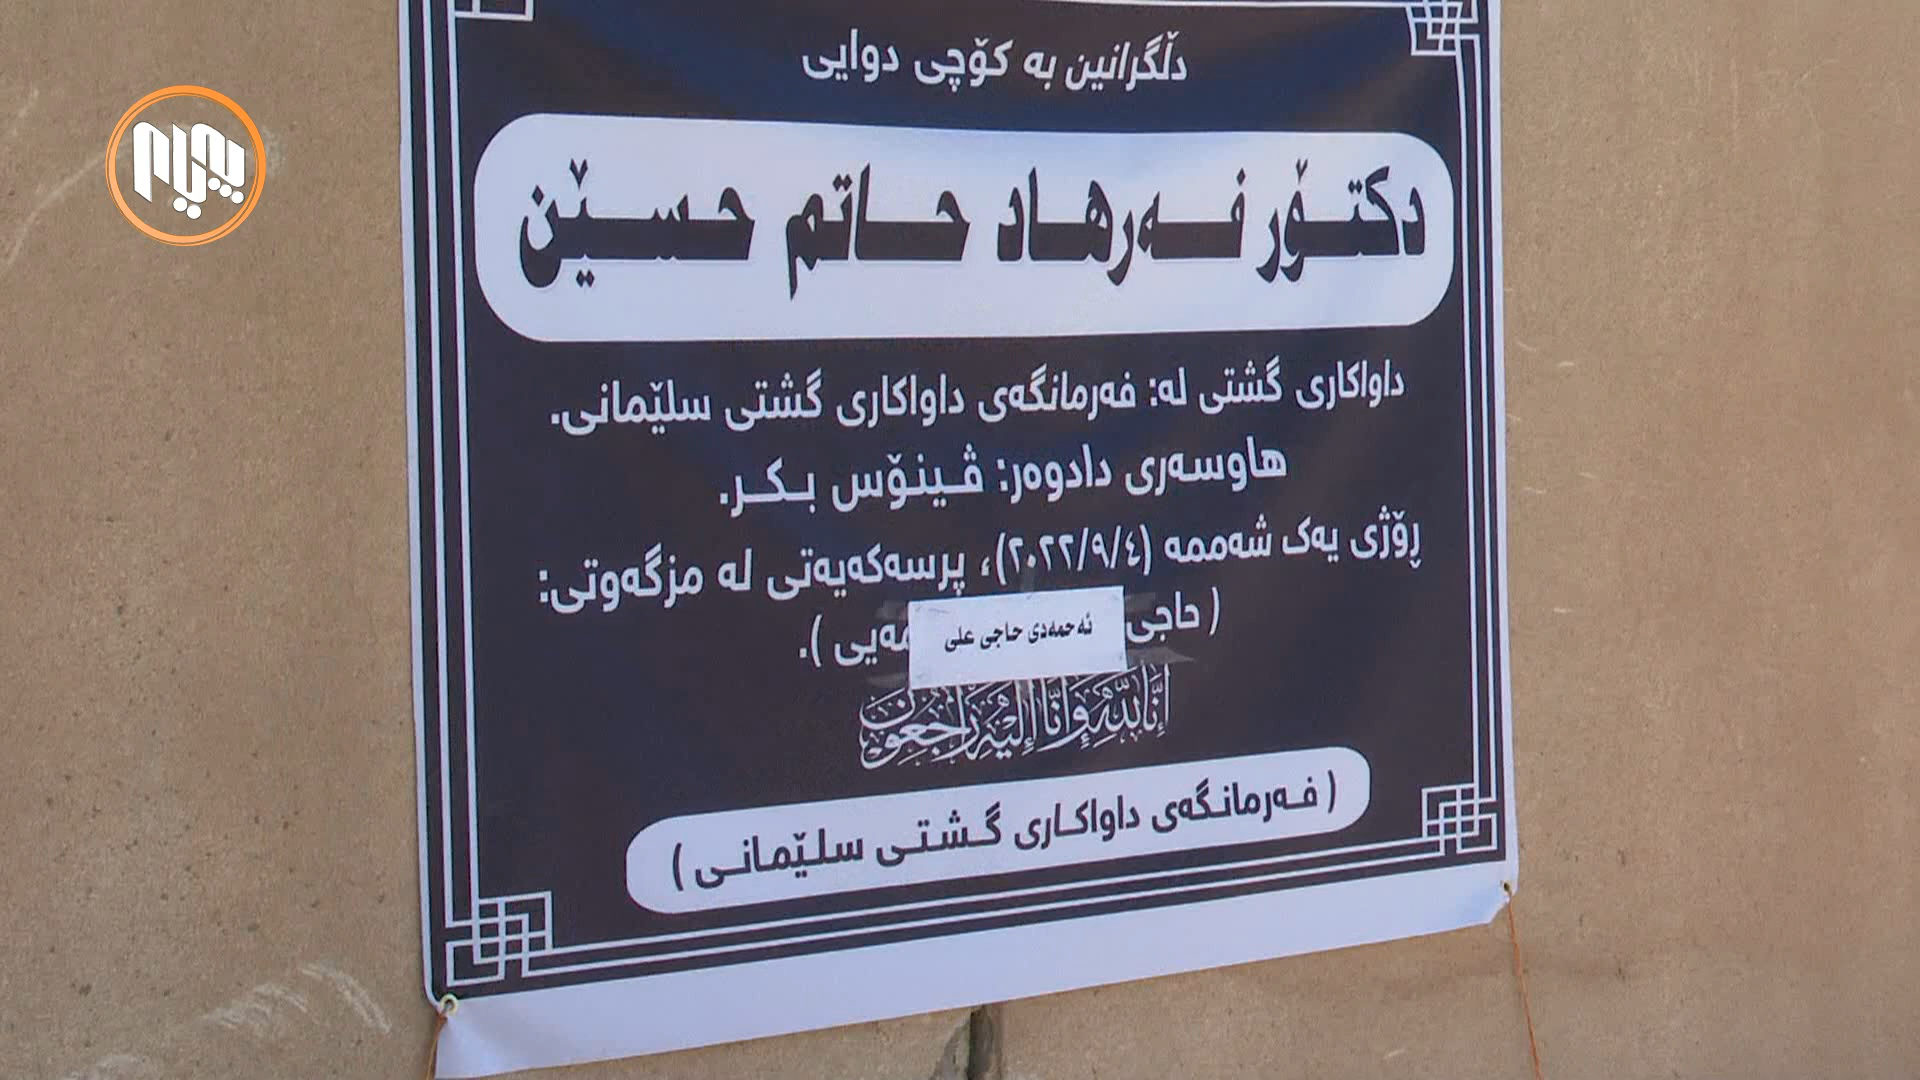 پەیام
دڵگرانین بە کۆچی دوایی
دکتۆر فەرهاد حاتم حسێن
داواکاری گشتی لە: فەرمانگەی داواکاری گشتی سلێمانی.
هاوسەری دادوەر: ڤینۆس بکر.
ڕۆژی یەک شەممە (٢٠٢٢/٩/٤)، پرسەکەیەتی لە مزگەوتی:
( حاجی ئەحمەدی حاجی علی ).
إنا لله وإنا إليه راجعون
( فەرمانگەی داواکاری گشتی سلێمانی )